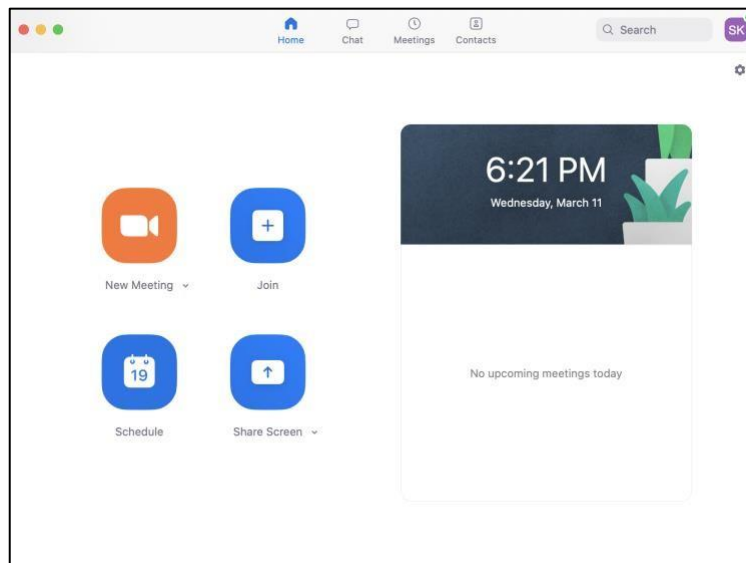 Home
Chat
Meetings
Contacts
Search
SK
6:21 PM
Wednesday, March 11
New Meeting
Join
19
Schedule
Share Screen
No upcoming meetings today